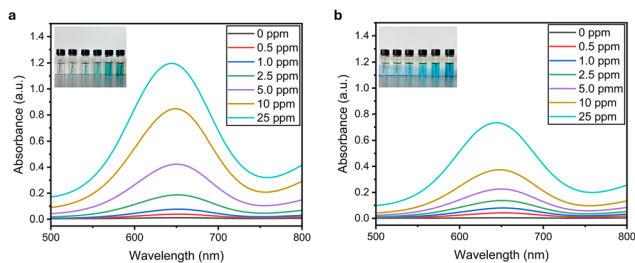 a
1.4
1.2
1.0
0.8
0.6
0.4
0.2
0.0
Absorbance (a.u.)
500
600
700
800
Wavelength (nm)
0 ppm
0.5 ppm
1.0 ppm
2.5 ppm
5.0 ppm
10 ppm
25 ppm
b
1.4
1.2
1.0
0.8
0.6
0.4
0.2
0.0
Absorbance (a.u.)
500
600
700
800
Wavelength (nm)
0 ppm
0.5 ppm
1.0 ppm
2.5 ppm
5.0 pmm
10 ppm
25 ppm